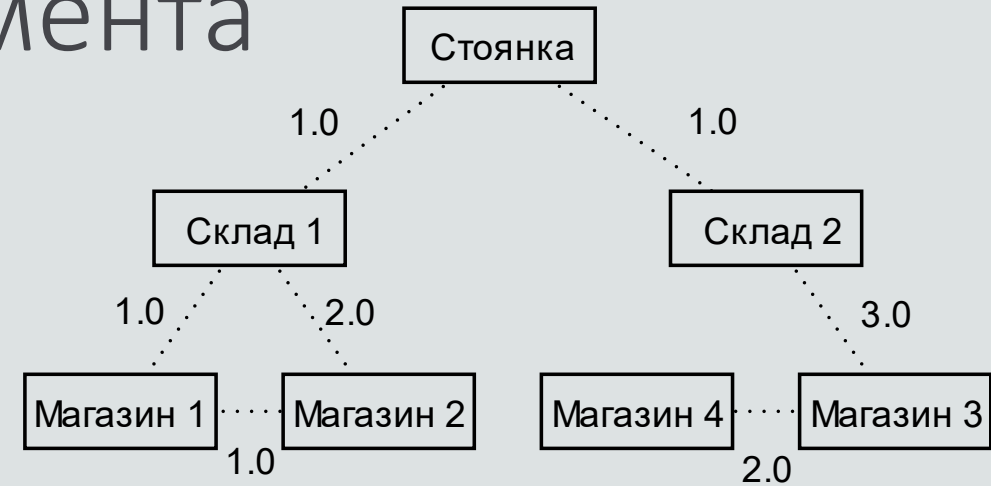 мента
Стоянка
1.0
1.0
Склад 1
Склад 2
1.0
2.0
3.0
Магазин 1
Магазин 2
Магазин 4
Магазин 3
1.0
2.0